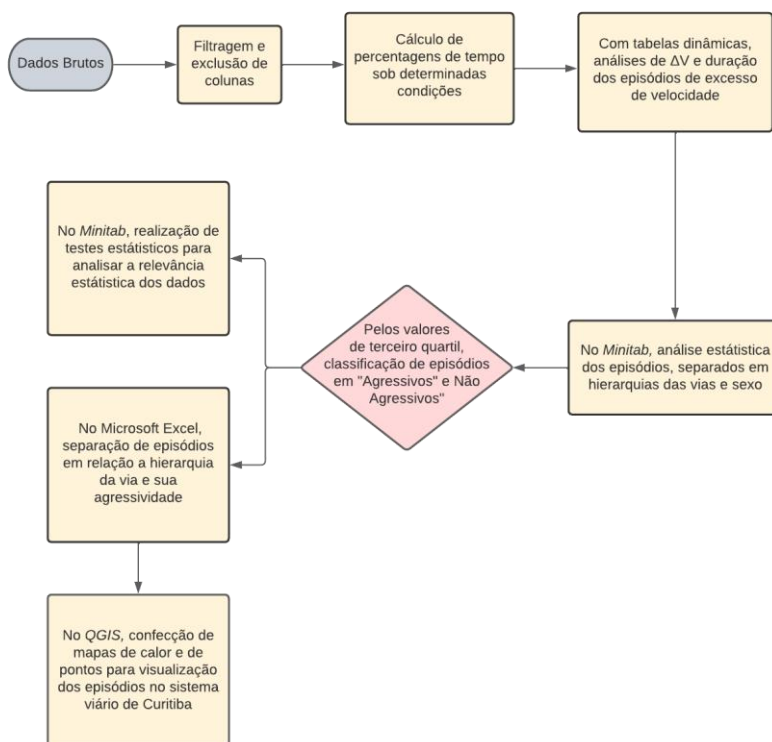 Dados Brutos
Filtragem e
exclusão de
colunas
Cálculo de
percentagens de tempo
sob determinadas
condições
Com tabelas dinâmicas,
análises de ΔV e duração
dos episódios de excesso
de velocidade
No Minitab, realização de
testes estatísticos para
analisar a relevância
estátistica dos dados
Pelos valores
de terceiro quartil,
classificação de episódios
em "Agressivos" e Não
Agressivos"
No Minitab, análise estátistica
dos episódios, separados em
hierarquias das vias e sexo
No Microsoft Excel,
separação de episódios
em relação a hierarquia
da via e sua
agressividade
No QGIS, confecção de
mapas de calor e de
pontos para visualização
dos episódios no sistema
viário de Curitiba